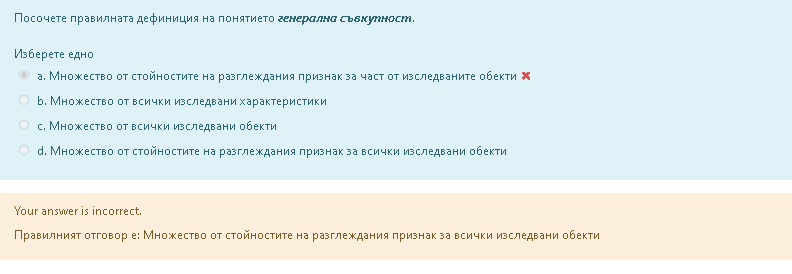 Посочете правилната дефиниция на понятието генерална съвкупност.
Изберете едно
a. Множество от стойностите на разглеждания признак за част от изследваните обекти
b. Множество от всички изследвани характеристики
c. Множество от всички изследвани обекти
d. Множество от стойностите на разглеждания признак за всички изследвани обекти
Your answer is incorrect.
Правилният отговор е: Множество от стойностите на разглеждания признак за всички изследвани обекти